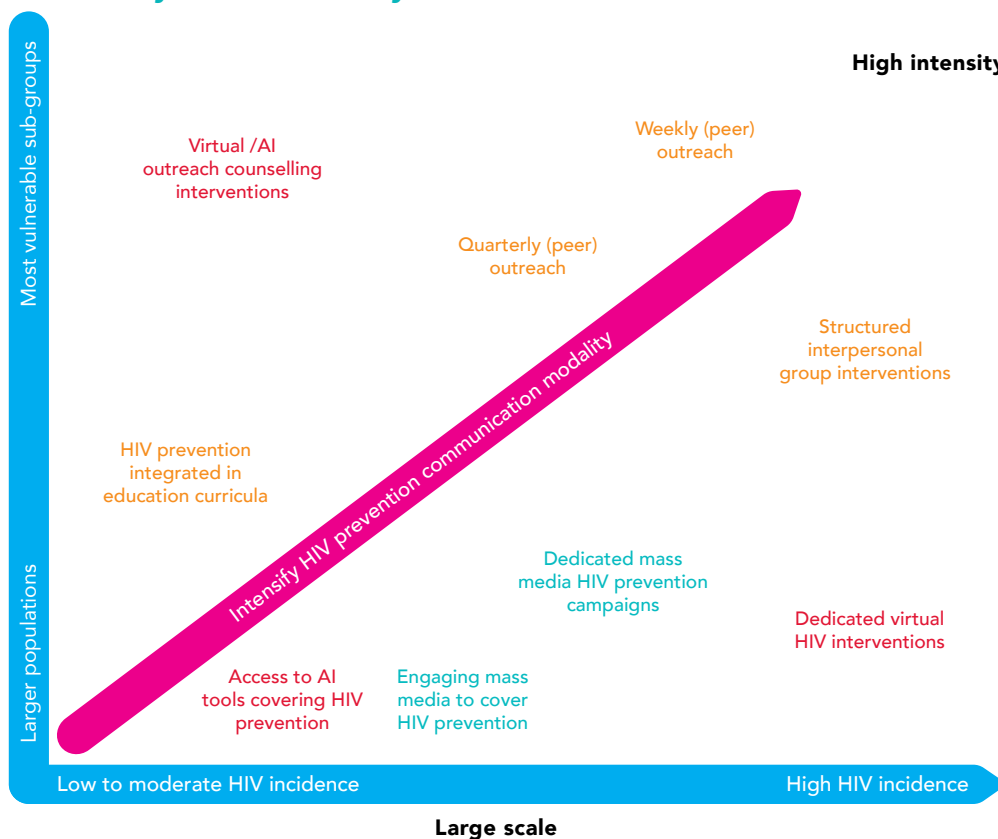 Most vulnerable sub-groups
Larger populations
High intensity
Virtual /AI
outreach counselling
interventions
Weekly (peer)
outreach
Quarterly (peer)
outreach
Structured
interpersonal
group interventions
Intensify HIV prevention communication modality
HIV prevention
integrated in
education curricula
Dedicated mass
media HIV prevention
campaigns
Dedicated virtual
HIV interventions
Access to AI
tools covering HIV
prevention
Engaging mass
media to cover
HIV prevention
Low to moderate HIV incidence
High HIV incidence
Large scale